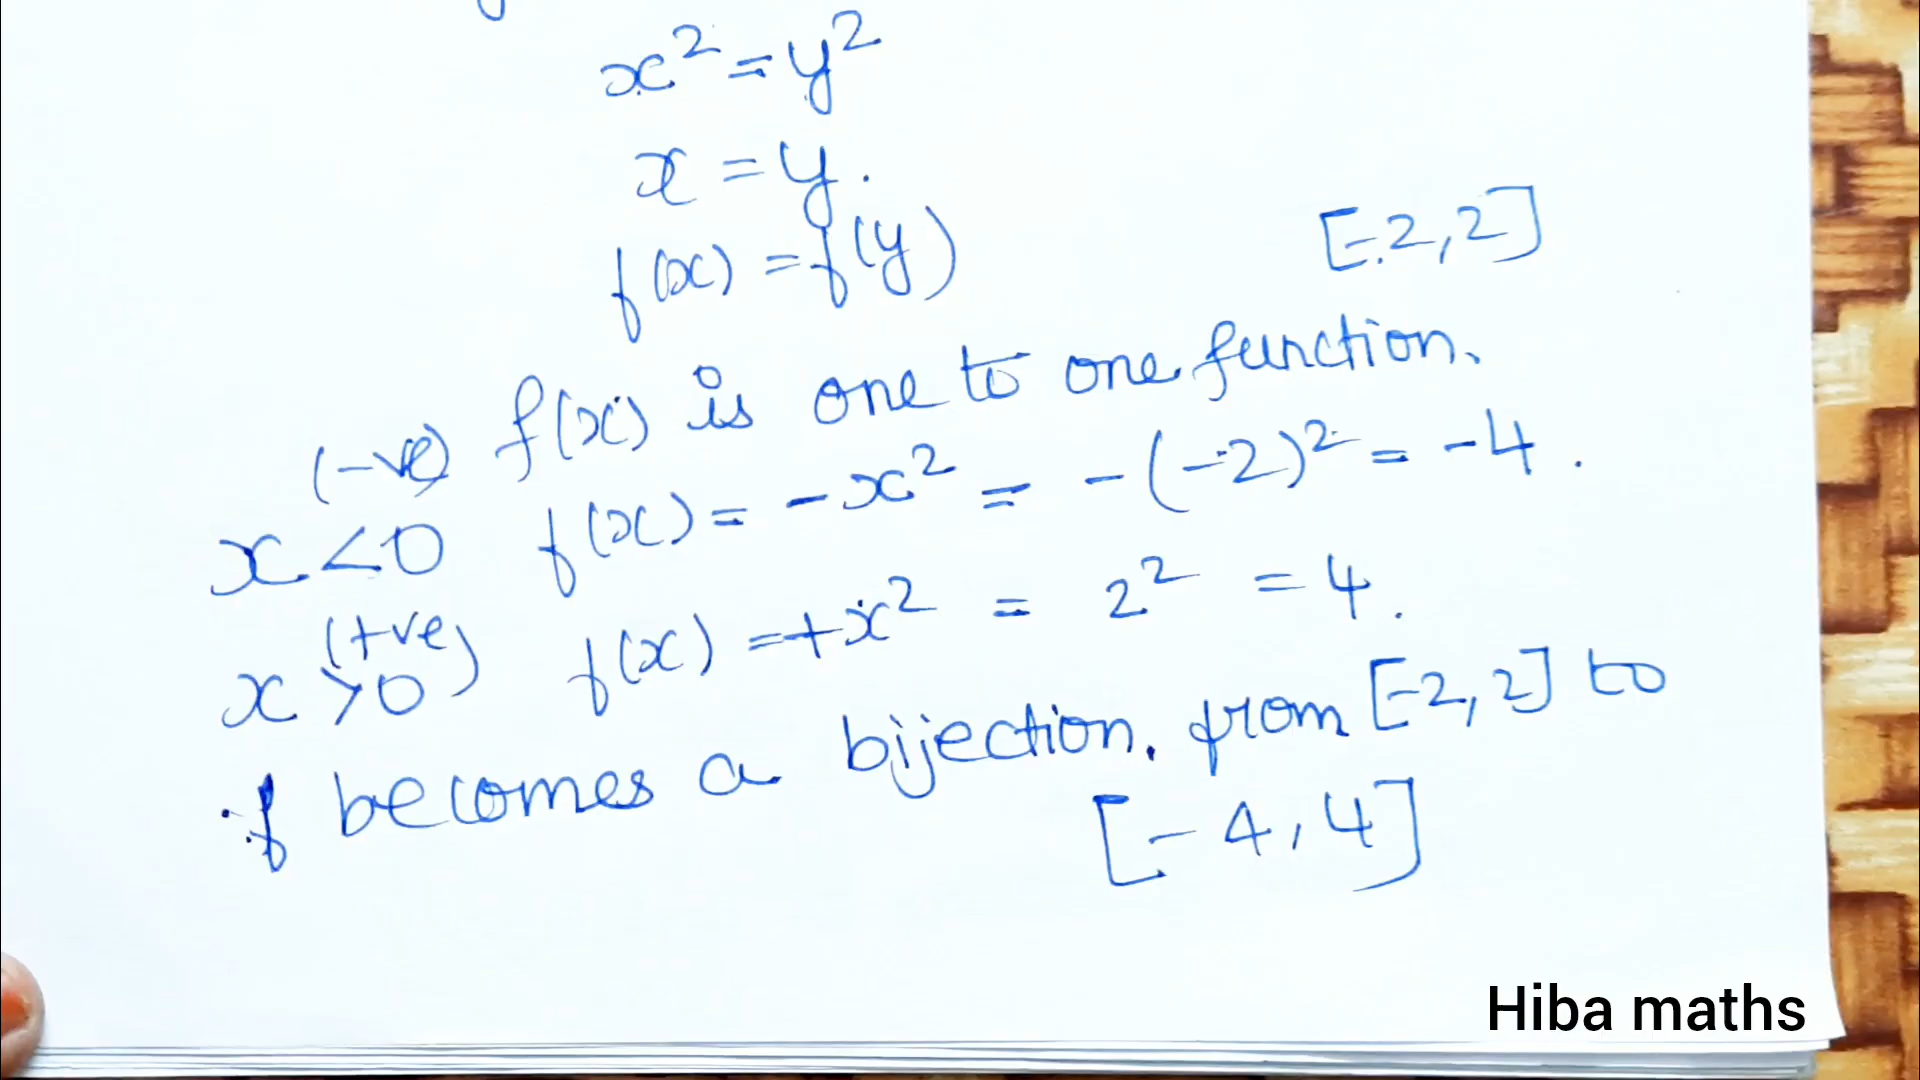 x² = y²
x = y.
f(x) = f(y)
[-2, 2]
f(x) is one to one function.
(-ve)
x < 0 f(x) = -x² = -(-2)² = -4.
(+ve)
x > 0 f(x) = +x² = 2² = 4.
f becomes a bijection. from [-2, 2] to
[-4, 4]
Hiba maths